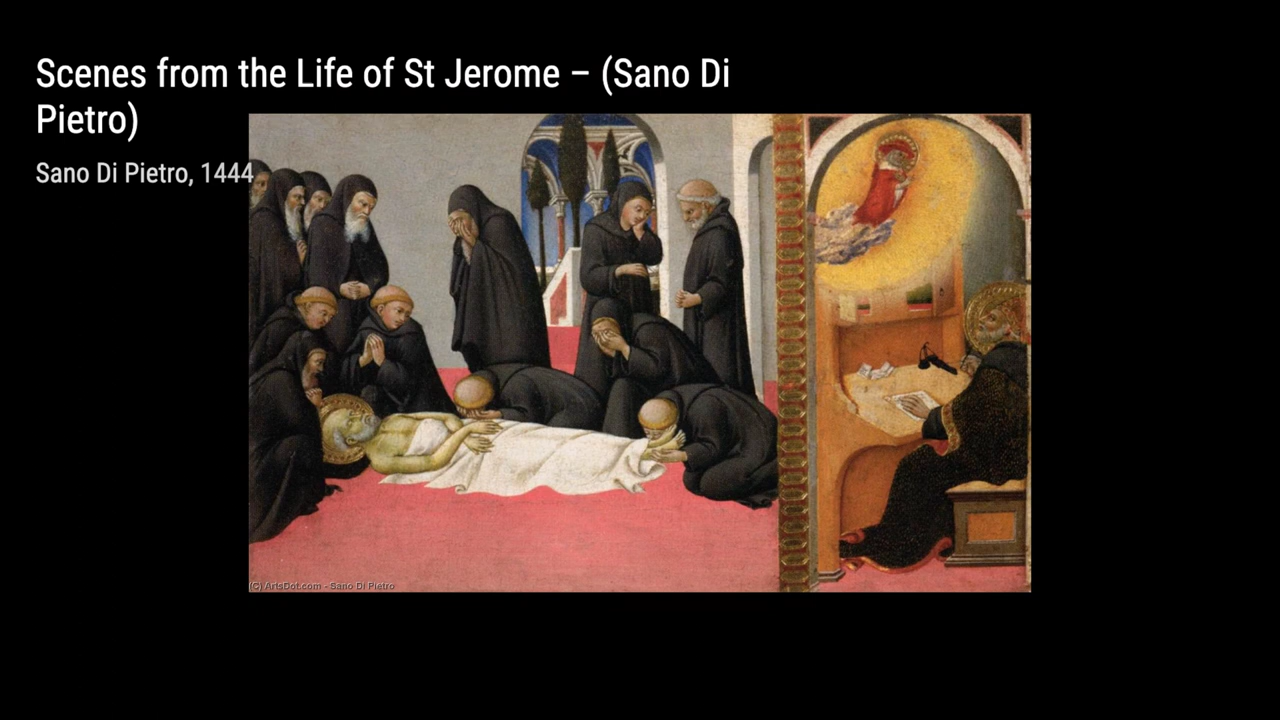 Scenes from the Life of St Jerome – (Sano Di
Pietro)
Sano Di Pietro, 1444
(C) ArtsDot.com - Sano Di Pietro